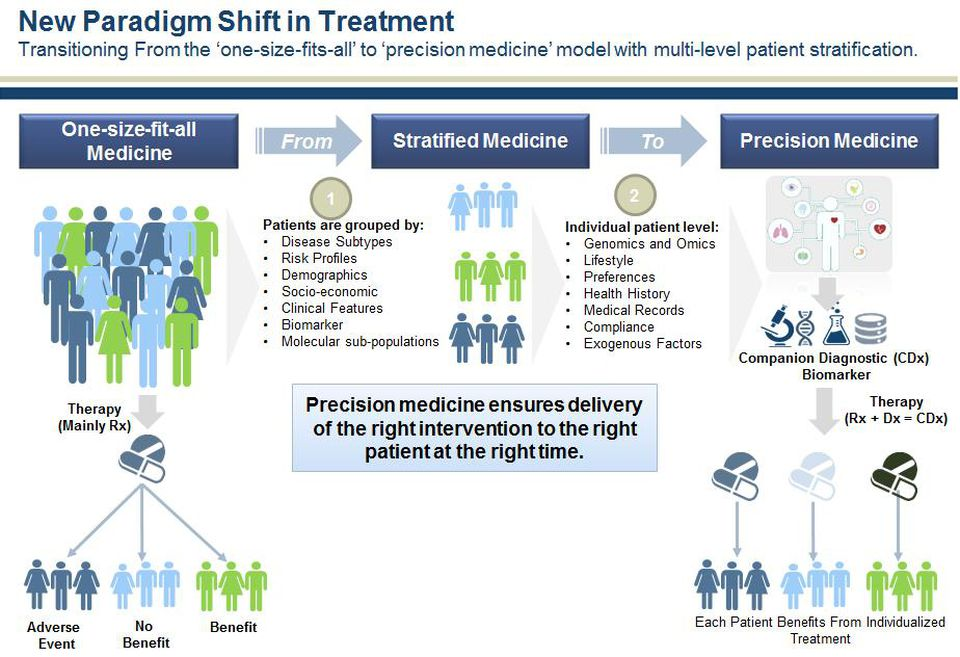 New Paradigm Shift in Treatment
Transitioning From the 'one-size-fits-all' to 'precision medicine' model with multi-level patient stratification.
One-size-fit-all
Medicine
From
Stratified Medicine
To
Precision Medicine
1
Patients are grouped by:
• Disease Subtypes
• Risk Profiles
• Demographics
• Socio-economic
• Clinical Features
• Biomarker
• Molecular sub-populations
2
Individual patient level:
• Genomics and Omics
• Lifestyle
• Preferences
• Health History
• Medical Records
• Compliance
• Exogenous Factors
Companion Diagnostic (CDx)
Biomarker
Therapy
(Mainly Rx)
Precision medicine ensures delivery
of the right intervention to the right
patient at the right time.
Therapy
(Rx + Dx = CDx)
Adverse
Event
No
Benefit
Benefit
Each Patient Benefits From Individualized
Treatment